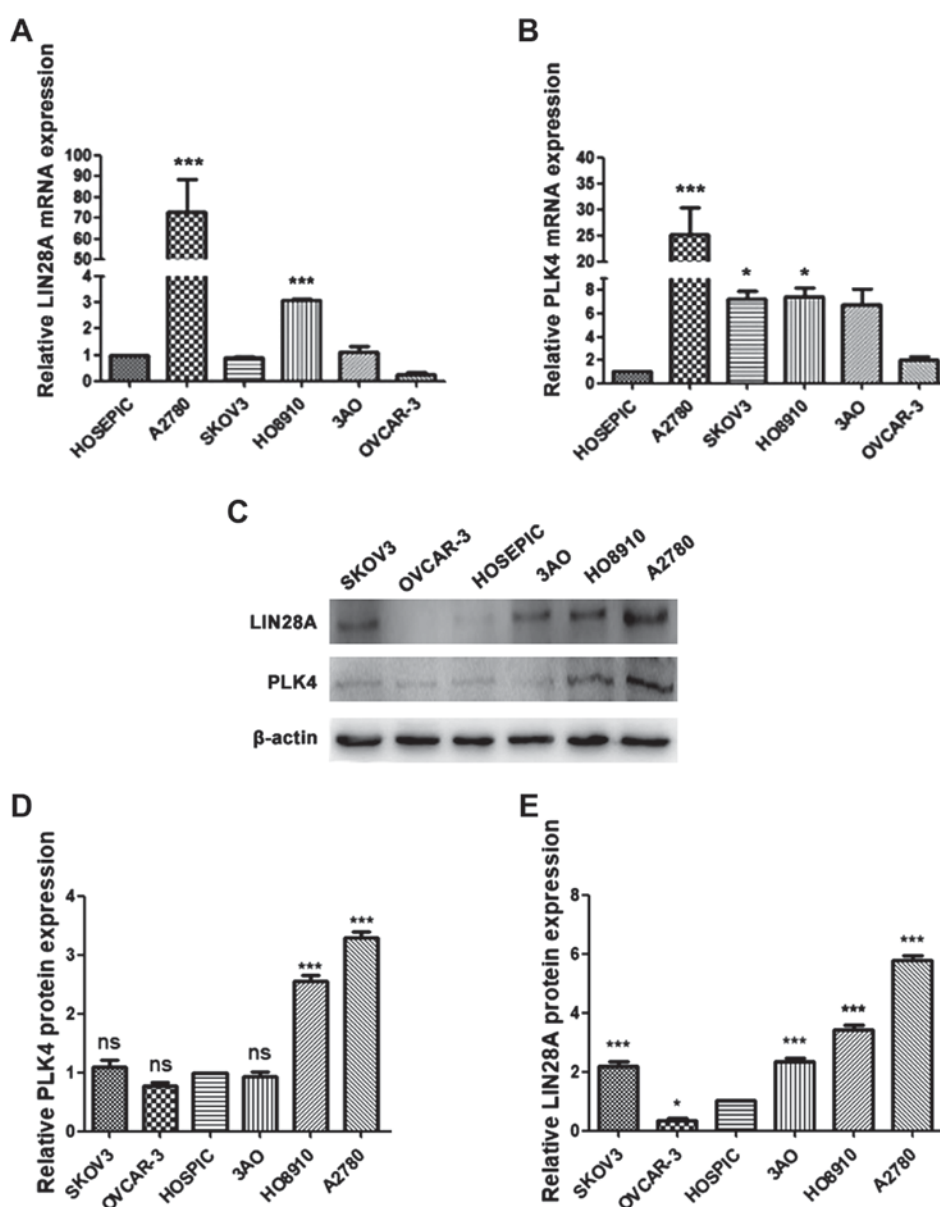 A
Relative LIN28A mRNA expression
100
90
80
70
60
50
4
3
2
1
0
***
***
HOSEPIC
A2780
SKOV3
HO8910
3AO
OVCAR-3
B
Relative PLK4 mRNA expression
40
35
30
25
20
15
10
8
6
4
2
0
***
*
*
HOSEPIC
A2780
SKOV3
HO8910
3AO
OVCAR-3
C
SKOV3
OVCAR-3
HOSEPIC
3AO
HO8910
A2780
LIN28A
PLK4
β-actin
D
Relative PLK4 protein expression
4
3
2
1
0
ns
ns
ns
***
***
SKOV3
OVCAR-3
HOSPIC
3AO
HO8910
A2780
E
Relative LIN28A protein expression
8
6
4
2
0
***
*
***
***
***
SKOV3
OVCAR-3
HOSPIC
3AO
HO8910
A2780